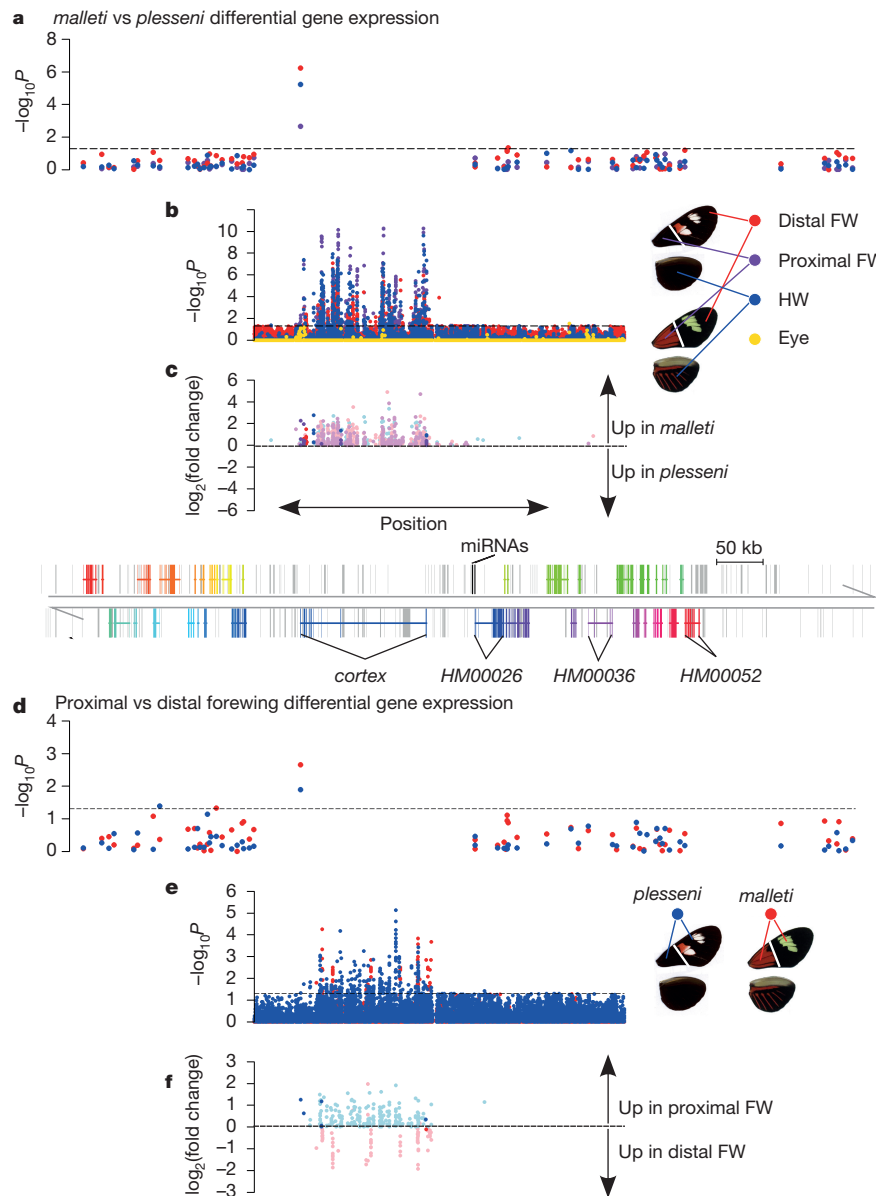 a malleti vs plesseni differential gene expression
8
6
4
2
0
–log10P
b
10
8
6
4
2
0
–log10P
Distal FW
Proximal FW
HW
Eye
c
6
4
2
0
–2
–4
–6
log2(fold change)
Up in malleti
Up in plesseni
Position
miRNAs
50 kb
cortex
HM00026
HM00036
HM00052
d Proximal vs distal forewing differential gene expression
4
3
2
1
0
–log10P
e
6
5
4
3
2
1
0
–log10P
plesseni
malleti
f
3
2
1
0
–1
–2
–3
log2(fold change)
Up in proximal FW
Up in distal FW